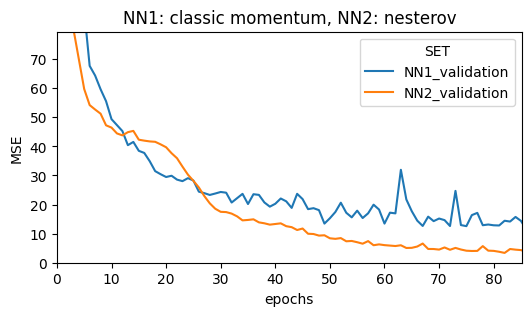 NN1: classic momentum, NN2: nesterov
SET
NN1_validation
NN2_validation
MSE
70
60
50
40
30
20
10
0
0 10 20 30 40 50 60 70 80
epochs